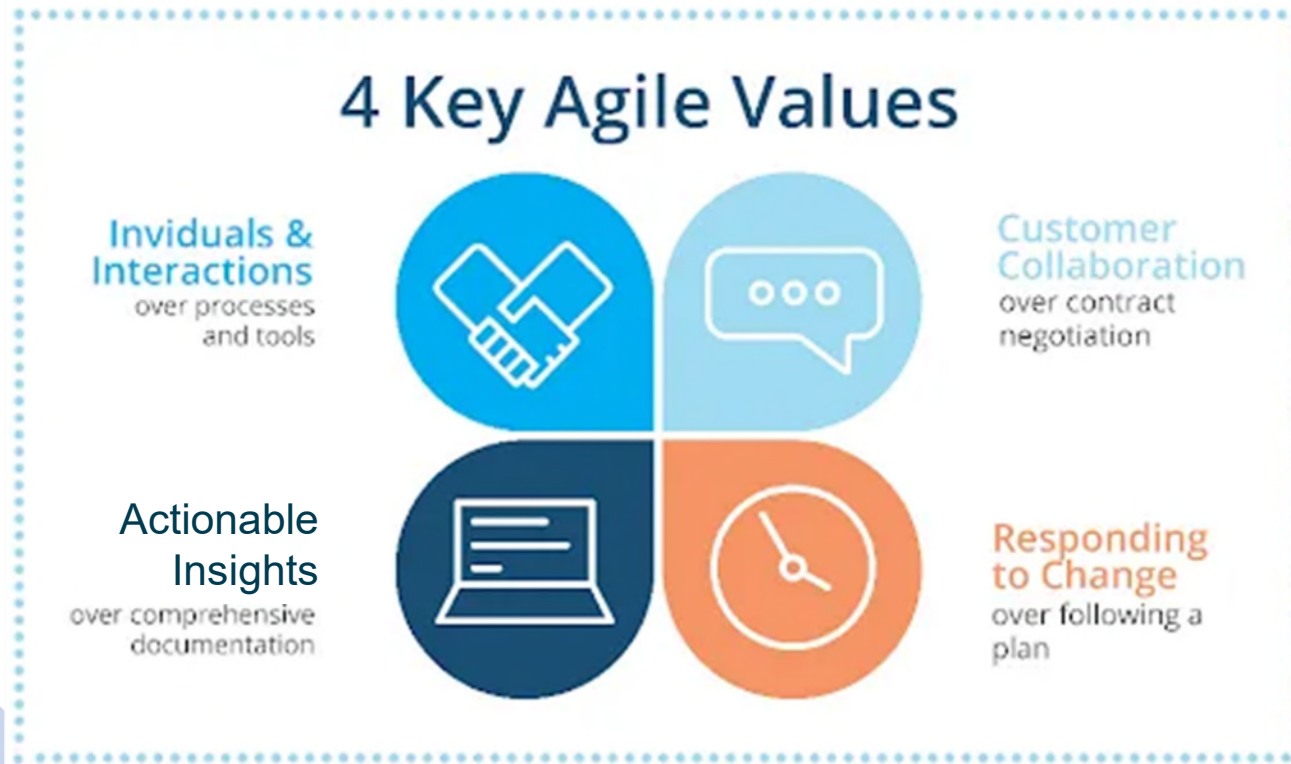 4 Key Agile Values
Inviduals &
Interactions
over processes
and tools
Customer
Collaboration
over contract
negotiation
Actionable
Insights
over comprehensive
documentation
Responding
to Change
over following a
plan